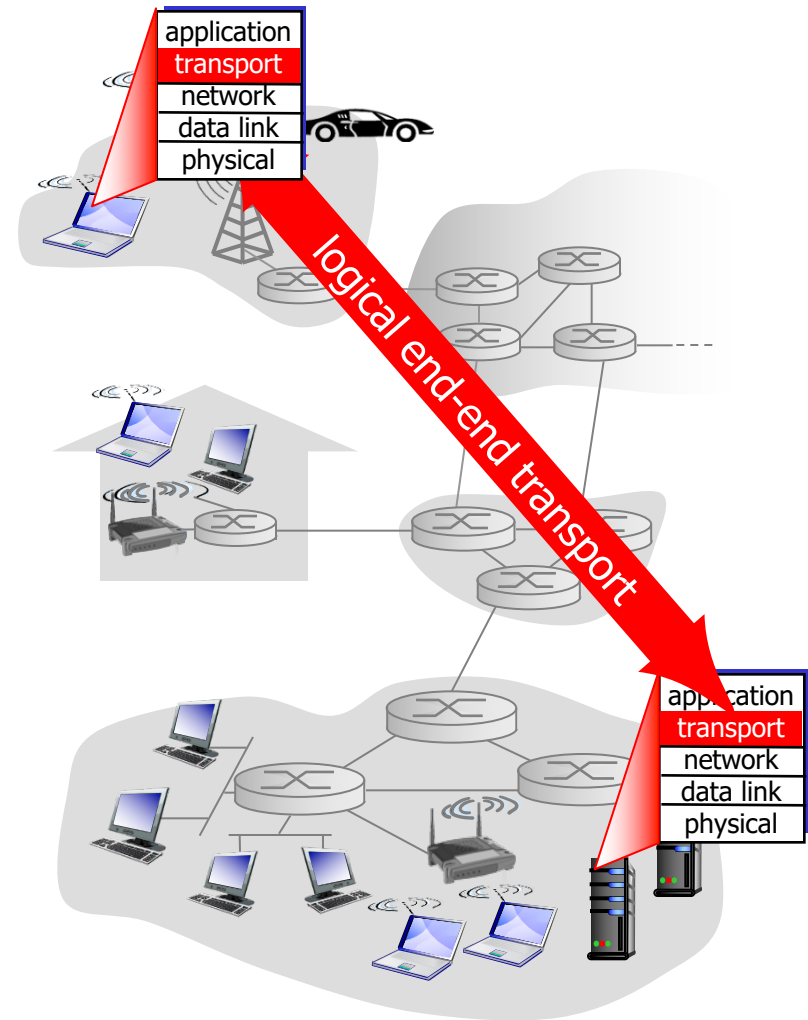 application
transport
network
data link
physical
logical end-end transport
application
transport
network
data link
physical